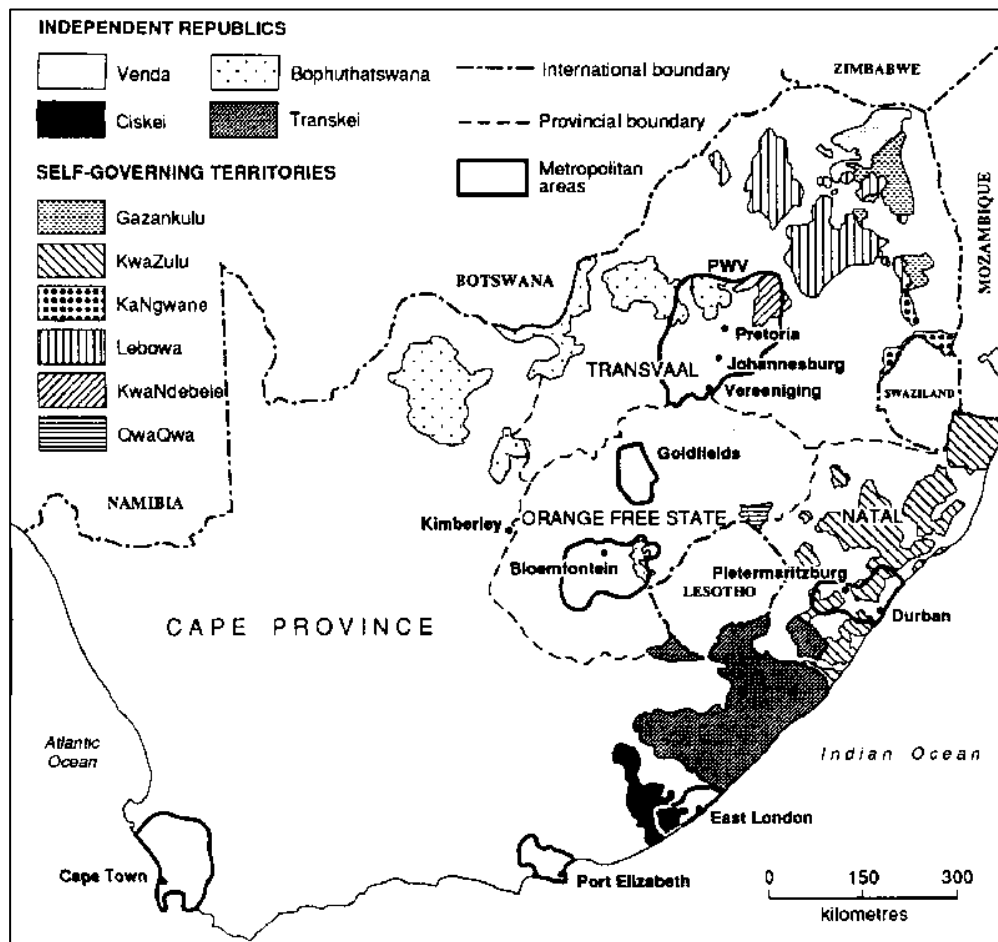 INDEPENDENT REPUBLICS
Venda
Bophuthatswana
Ciskei
Transkei
SELF-GOVERNING TERRITORIES
Gazankulu
KwaZulu
KaNgwane
Lebowa
KwaNdebele
QwaQwa
International boundary
Provincial boundary
Metropolitan
areas
ZIMBABWE
MOZAMBIQUE
BOTSWANA
PWV
Pretoria
Johannesburg
TRANSVAAL
Vereeniging
SWAZILAND
Goldfields
NAMIBIA
Kimberley
ORANGE FREE STATE
NATAL
Bloemfontein
Pietermaritzburg
LESOTHO
Durban
CAPE PROVINCE
Atlantic
Ocean
Indian Ocean
East London
Cape Town
Port Elizabeth
0 150 300
kilometres